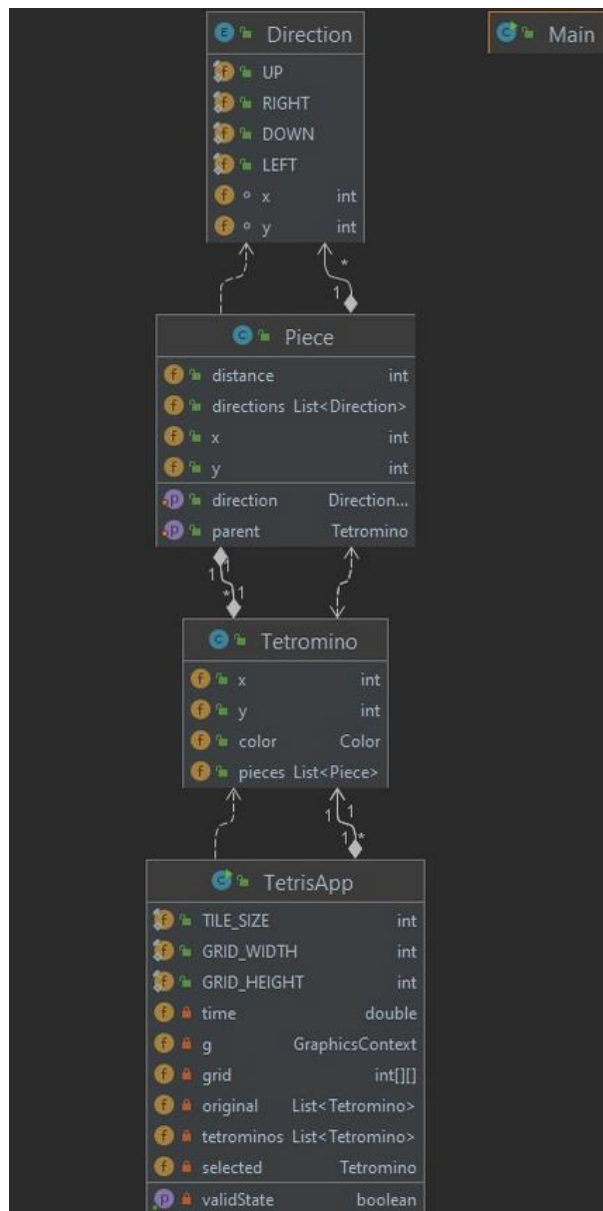 Direction
Main
UP
RIGHT
DOWN
LEFT
x int
y int
*
1
Piece
distance int
directions List<Direction>
x int
y int
direction Direction...
parent Tetromino
1 1
* 1
Tetromino
x int
y int
color Color
pieces List<Piece>
1 1
1 *
TetrisApp
TILE_SIZE int
GRID_WIDTH int
GRID_HEIGHT int
time double
g GraphicsContext
grid int[][]
original List<Tetromino>
tetrominos List<Tetromino>
selected Tetromino
validState boolean